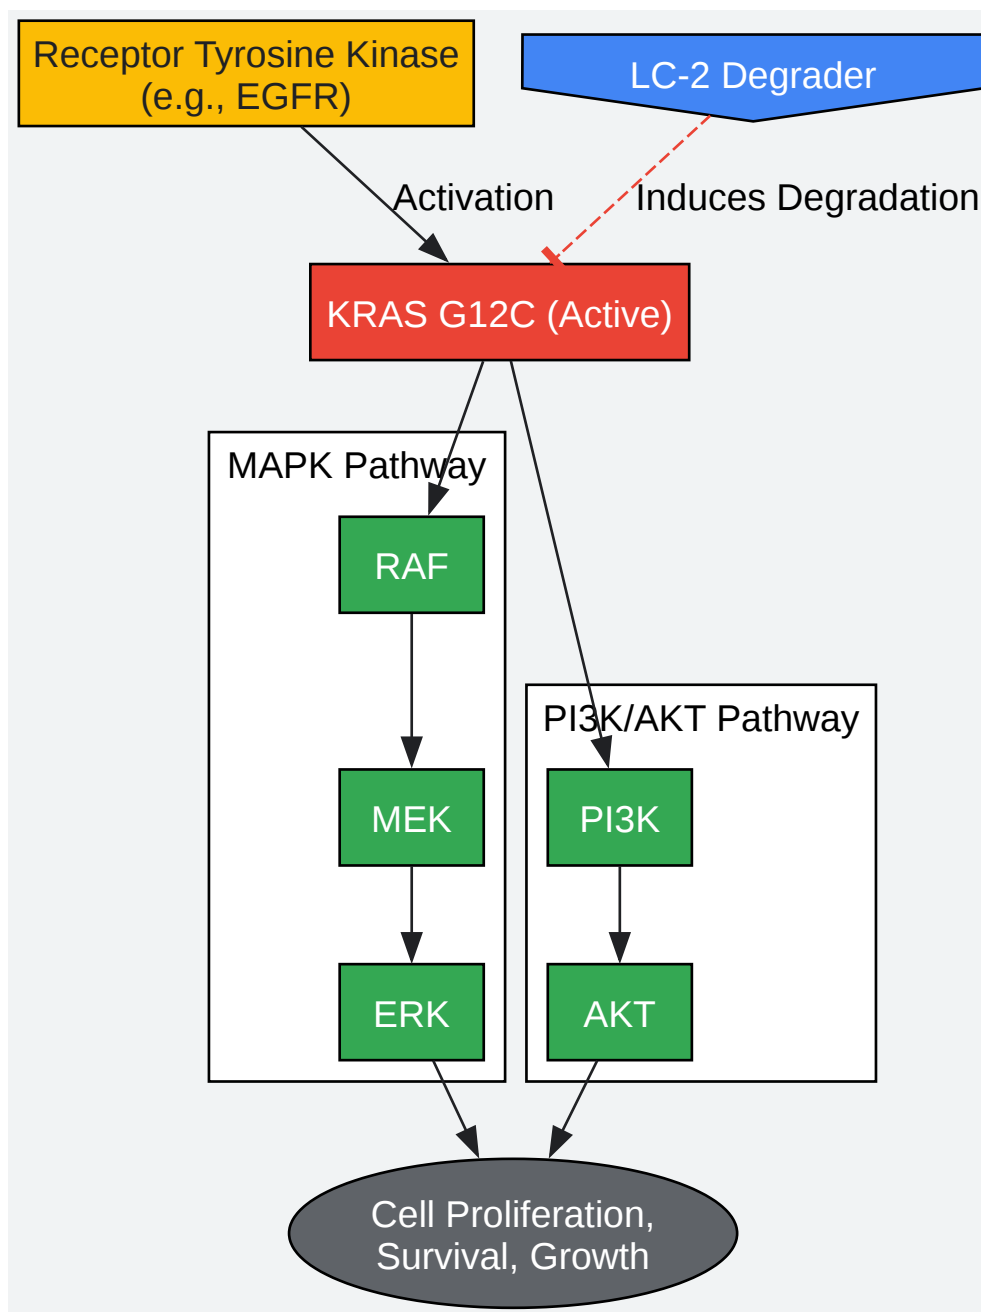 Receptor Tyrosine Kinase
(e.g., EGFR)
LC-2 Degrader
Activation
Induces Degradation
KRAS G12C (Active)
MAPK Pathway
RAF
PI3K/AKT Pathway
MEK
PI3K
ERK
AKT
Cell Proliferation,
Survival, Growth